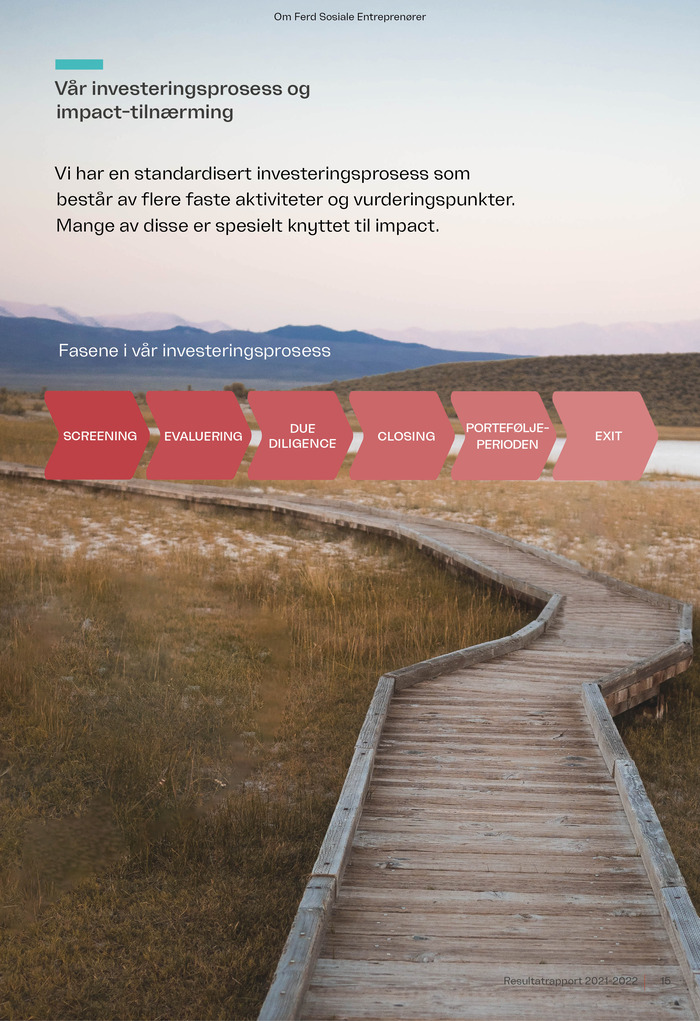 Om Ferd Sosiale Entreprenører
Vår investeringsprosess og
impact-tilnærming
Vi har en standardisert investeringsprosess som
består av flere faste aktiviteter og vurderingspunkter.
Mange av disse er spesielt knyttet til impact.
Fasene i vår investeringsprosess
SCREENING
EVALUERING
DUE
DILIGENCE
CLOSING
PORTEFØLJE-
PERIODEN
EXIT
Resultatrapport 2021-2022 | 15